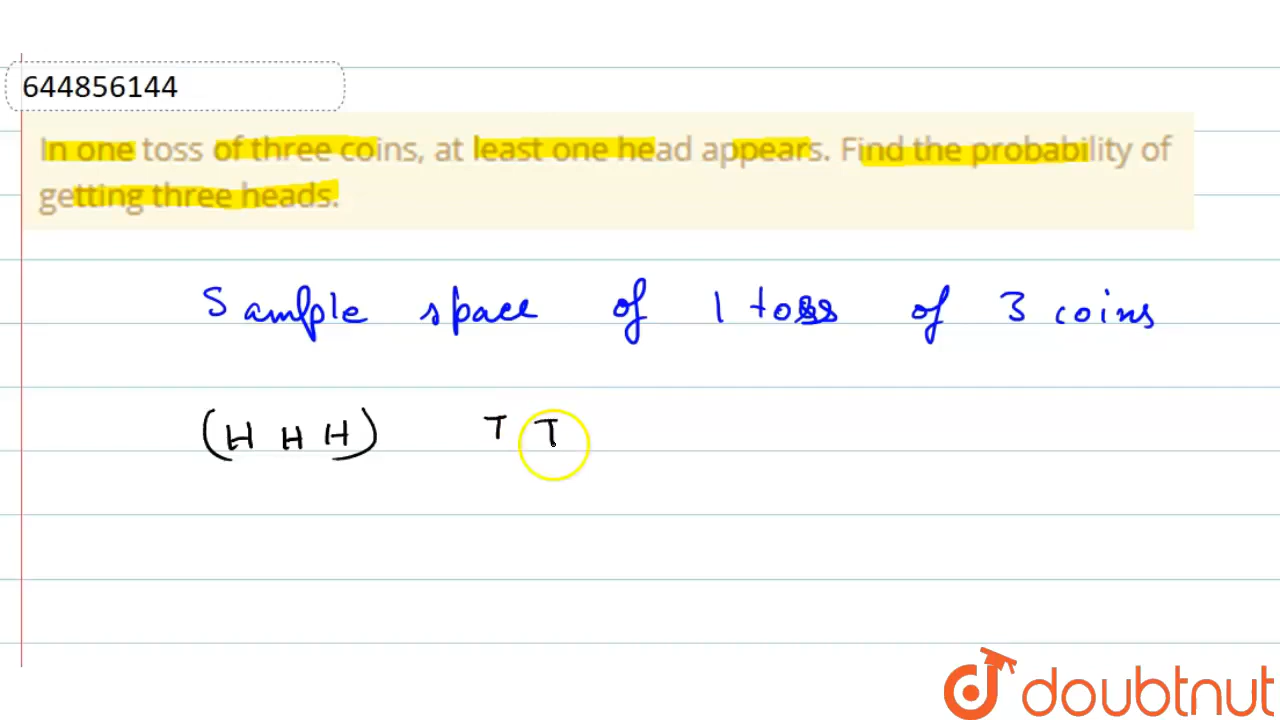 644856144
In one toss of three coins, at least one head appears. Find the probability of
getting three heads.
Sample space of 1 toss of 3 coins
(H H H) T T
doubtnut